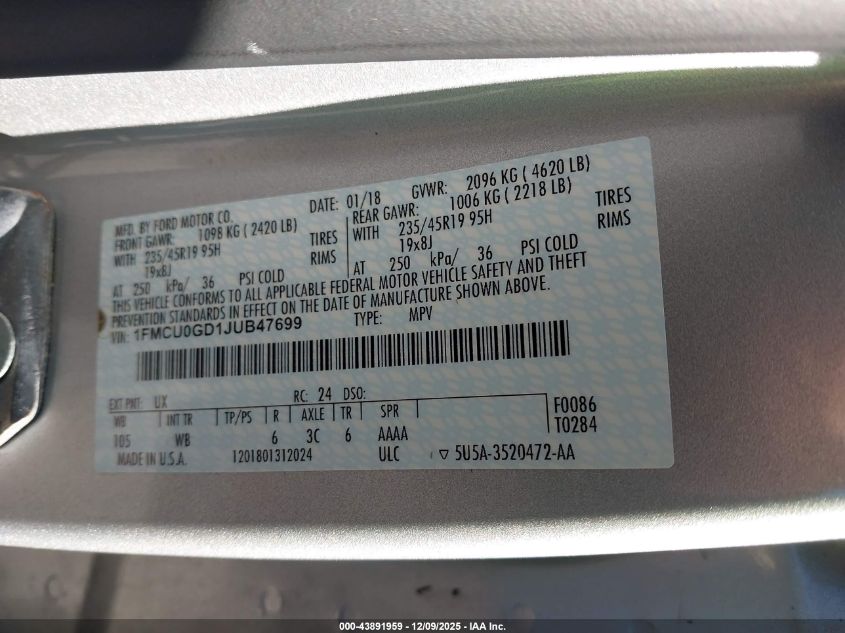 MFD. BY FORD MOTOR CO.
DATE: 01/18 GVWR: 2096 KG ( 4620 LB)
FRONT GAWR: 1098 KG ( 2420 LB)
WITH 235/45R19 95H TIRES
19x8J RIMS
AT 250 kPa/ 36 PSI COLD
REAR GAWR: 1006 KG ( 2218 LB)
WITH 235/45R19 95H TIRES
19x8J RIMS
AT 250 kPa/ 36 PSI COLD
THIS VEHICLE CONFORMS TO ALL APPLICABLE FEDERAL MOTOR VEHICLE SAFETY AND THEFT
PREVENTION STANDARDS IN EFFECT ON THE DATE OF MANUFACTURE SHOWN ABOVE.
VIN: 1FMCU0GD1JUB47699 TYPE: MPV
EXT PNT: UX RC: 24 DSO:
WB INT TR TP/PS R AXLE TR SPR
105 WB 6 3C 6 AAAA
F0086
T0284
MADE IN U.S.A. 1201801312024 ULC ▽ 5U5A-3520472-AA
000-43891959 - 12/09/2025 - IAA Inc.